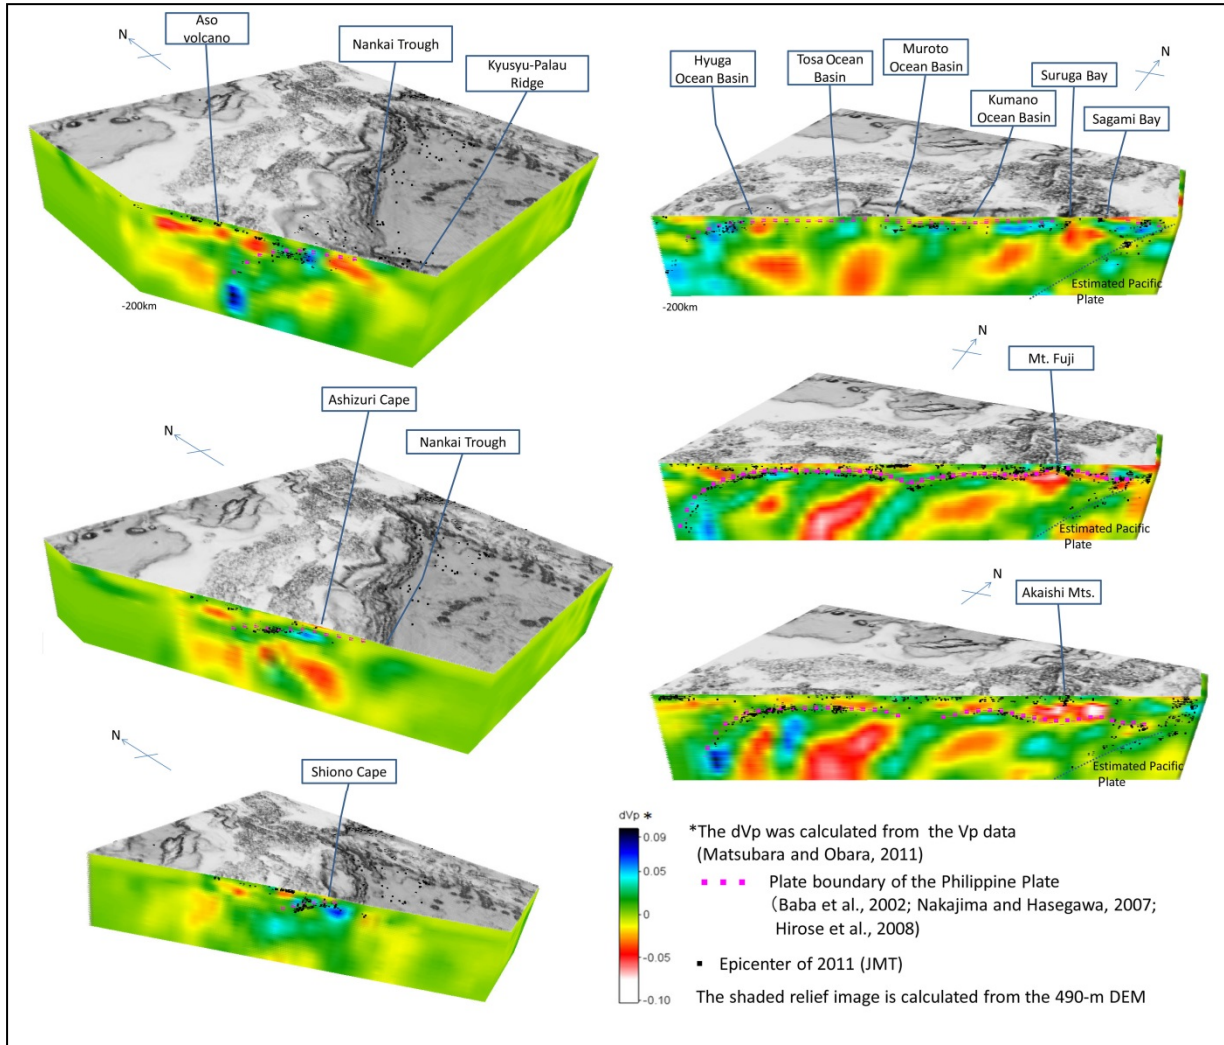 Aso
volcano
N
Nankai Trough
Kyusyu-Palau
Ridge
-200km
Hyuga
Ocean Basin
Tosa Ocean
Basin
Muroto
Ocean Basin
Kumano
Ocean Basin
Suruga Bay
N
Sagami Bay
Estimated Pacific
Plate
-200km
N
Mt. Fuji
Estimated Pacific
Plate
Ashizuri Cape
N
Nankai Trough
N
Akaishi Mts.
Estimated Pacific
Plate
N
Shiono Cape
dVp *
0.09
0.05
0
-0.05
-0.10
*The dVp was calculated from the Vp data
(Matsubara and Obara, 2011)
Plate boundary of the Philippine Plate
(Baba et al., 2002; Nakajima and Hasegawa, 2007;
Hirose et al., 2008)
Epicenter of 2011 (JMT)
The shaded relief image is calculated from the 490-m DEM